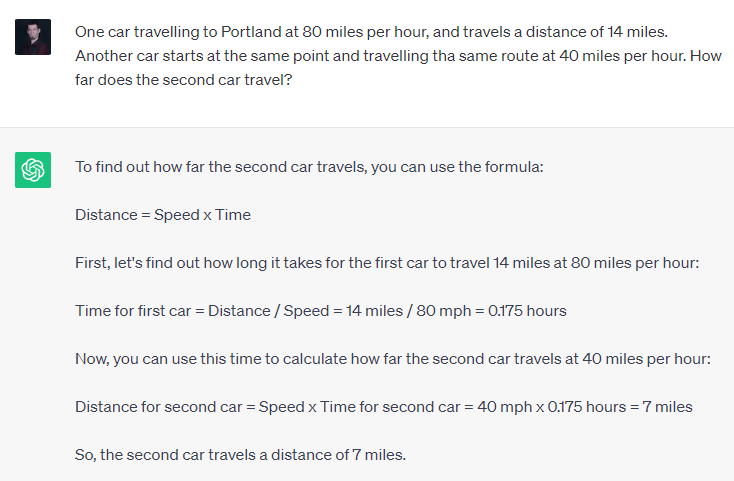 One car travelling to Portland at 80 miles per hour, and travels a distance of 14 miles.
Another car starts at the same point and travelling tha same route at 40 miles per hour. How
far does the second car travel?
To find out how far the second car travels, you can use the formula:
Distance = Speed x Time
First, let's find out how long it takes for the first car to travel 14 miles at 80 miles per hour:
Time for first car = Distance / Speed = 14 miles / 80 mph = 0.175 hours
Now, you can use this time to calculate how far the second car travels at 40 miles per hour:
Distance for second car = Speed x Time for second car = 40 mph x 0.175 hours = 7 miles
So, the second car travels a distance of 7 miles.